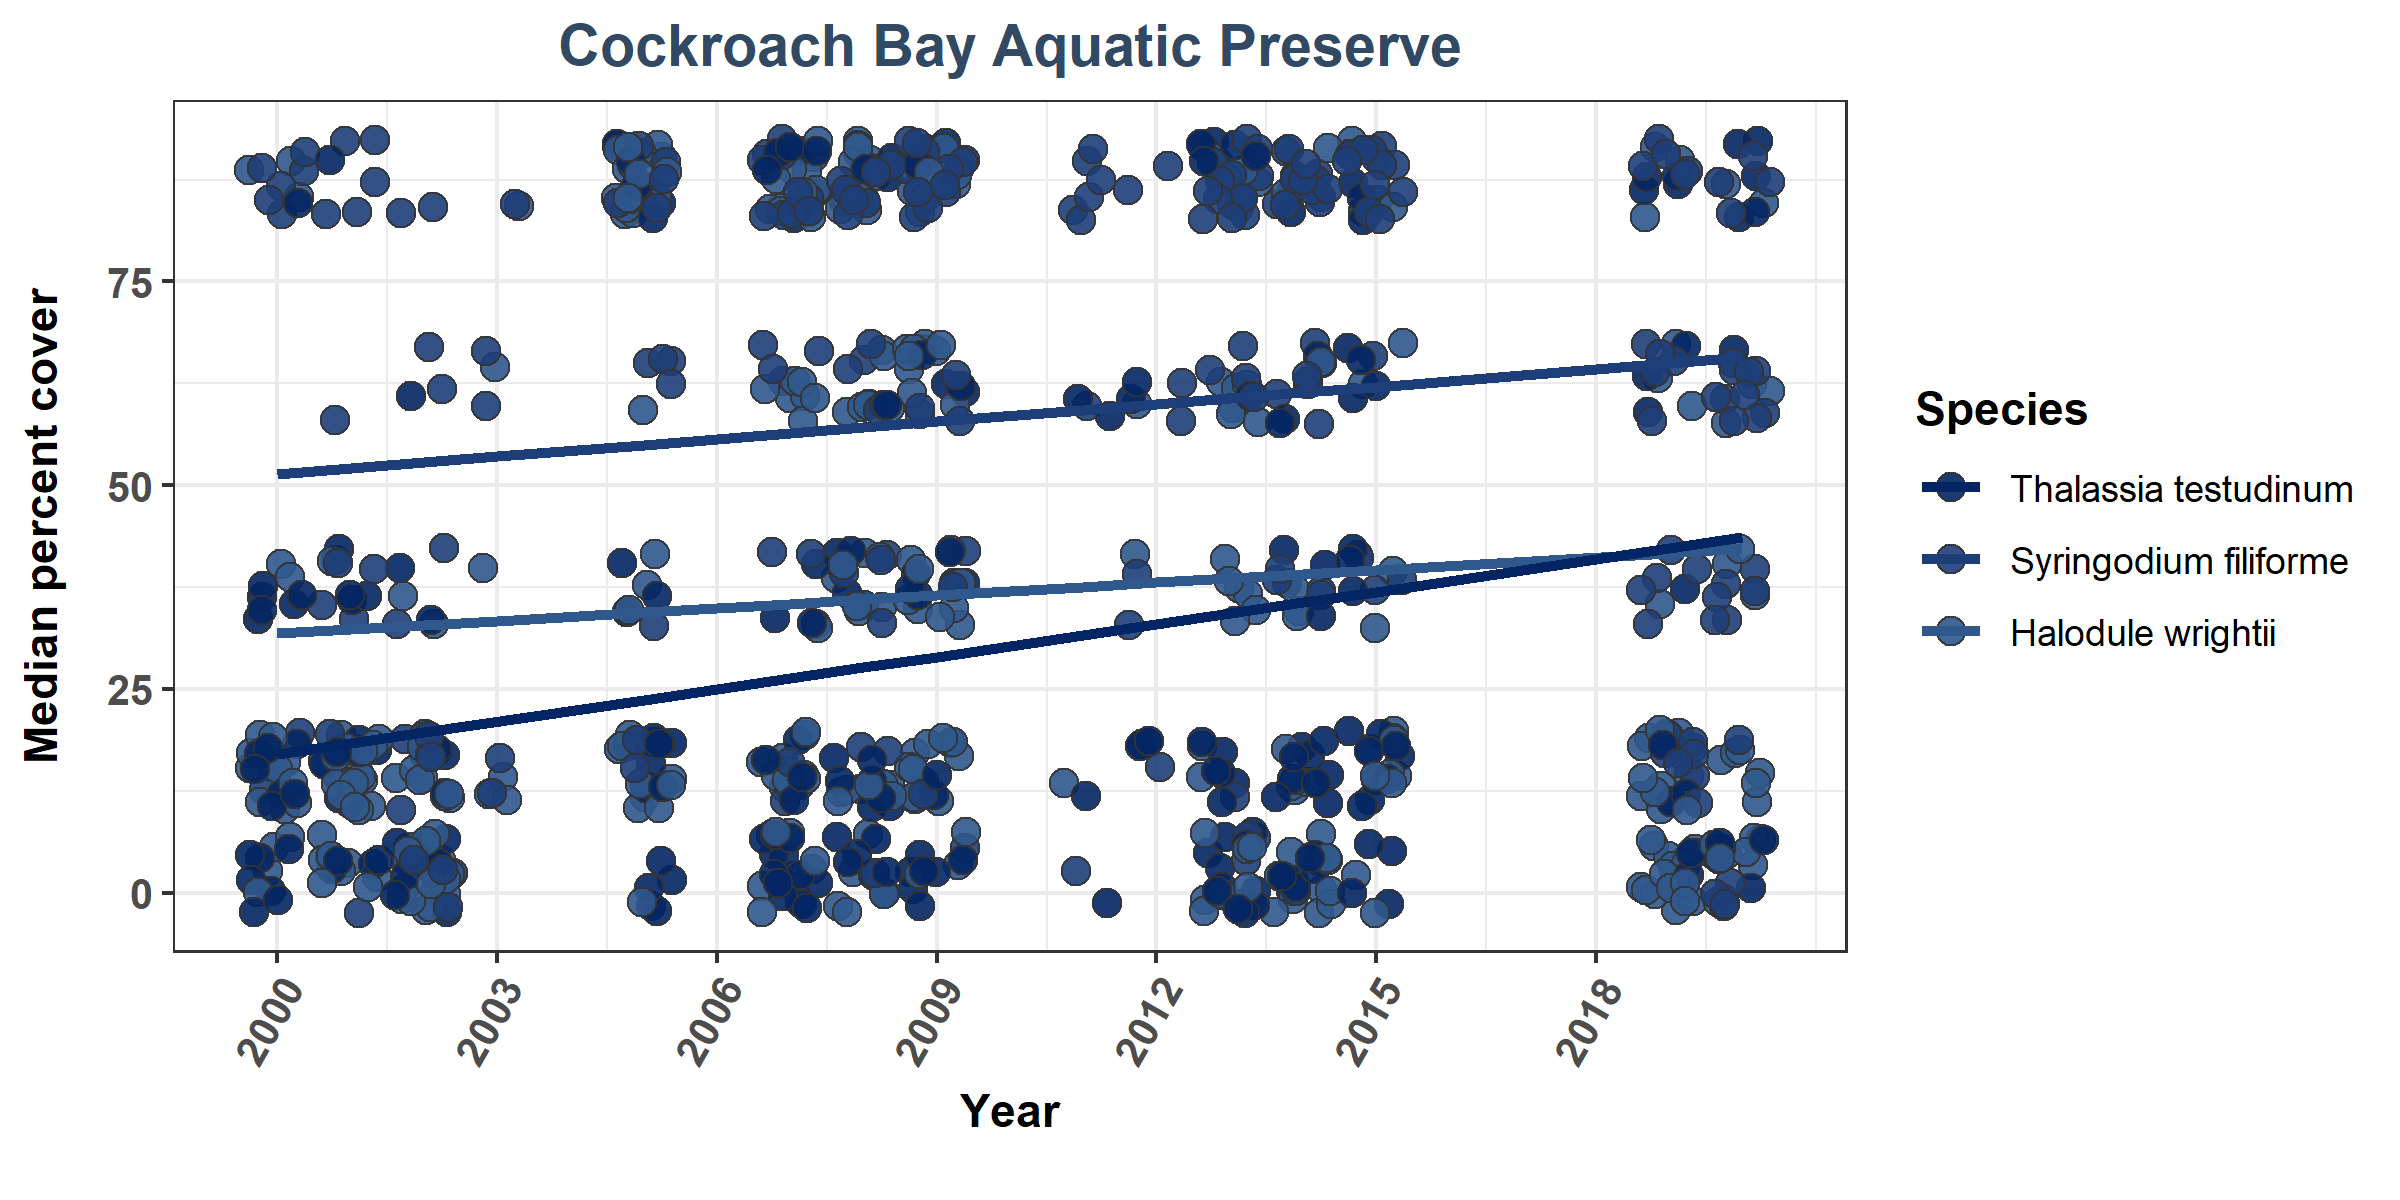 Cockroach Bay Aquatic Preserve
Median percent cover
75
50
25
0
2000
2003
2006
2009
2012
2015
2018
Year
Species
Thalassia testudinum
Syringodium filiforme
Halodule wrightii